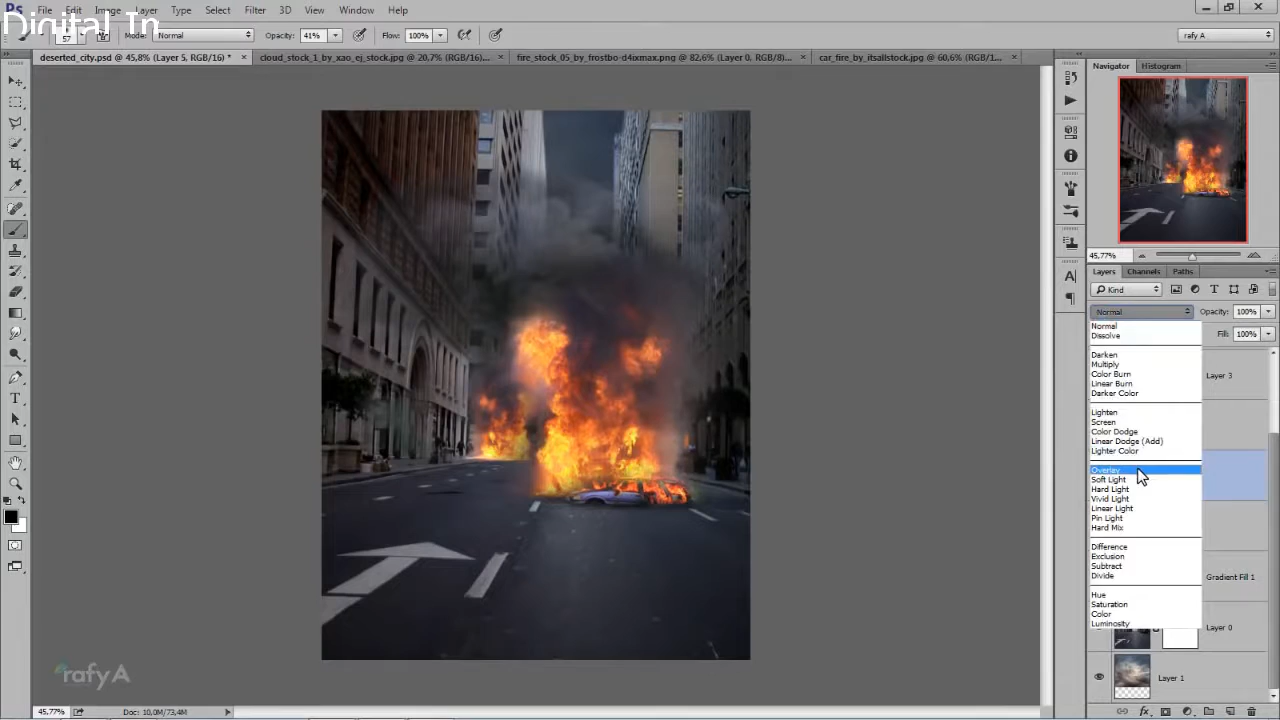 Ps File Edit Image Layer Type Select Filter 3D View Window Help
Digital In
57 Mode: Normal Opacity: 41% Flow: 100% rafy A
deserted_city.psd @ 45,8% (Layer 5, RGB/16) * × cloud_stock_1_by_xao_ej_stock.jpg @ 20,7% (RGB/16)... × fire_stock_05_by_frostbo-d4ixmax.png @ 82,6% (Layer 0, RGB/8)... × car_fire_by_itsallstock.jpg @ 60,6% (RGB/1... ×
Navigator Histogram
45,77%
Layers Channels Paths
Kind
Normal Opacity: 100%
Fill: 100%
Normal
Dissolve
Darken
Multiply
Color Burn
Linear Burn
Darker Color
Lighten
Screen
Color Dodge
Linear Dodge (Add)
Lighter Color
Overlay
Soft Light
Hard Light
Vivid Light
Linear Light
Pin Light
Hard Mix
Difference
Exclusion
Subtract
Divide
Hue
Saturation
Color
Luminosity
Layer 3
Gradient Fill 1
Layer 0
Layer 1
rafy A
45,77% Doc: 10,0M/73,4M